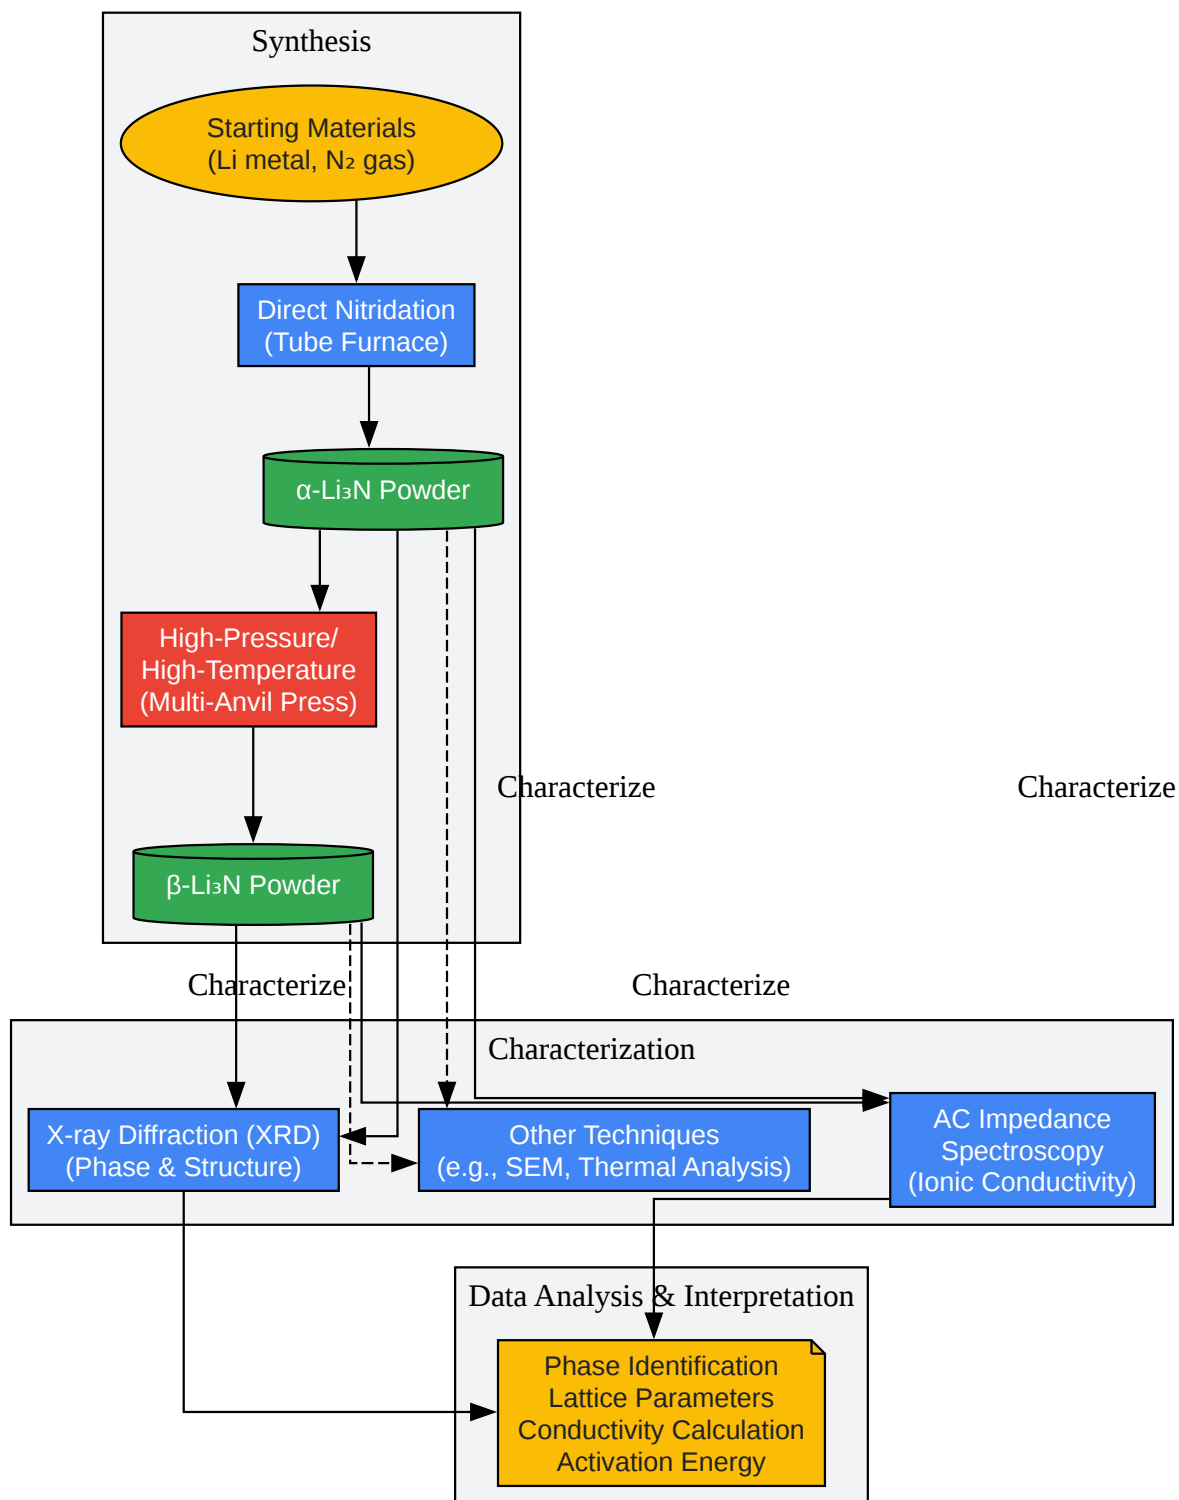 Synthesis
Starting Materials
(Li metal, N₂ gas)
Direct Nitridation
(Tube Furnace)
α-Li₃N Powder
High-Pressure/
High-Temperature
(Multi-Anvil Press)
Characterize
Characterize
β-Li₃N Powder
Characterize
Characterize
Characterization
X-ray Diffraction (XRD)
(Phase & Structure)
Other Techniques
(e.g., SEM, Thermal Analysis)
AC Impedance
Spectroscopy
(Ionic Conductivity)
Data Analysis & Interpretation
Phase Identification
Lattice Parameters
Conductivity Calculation
Activation Energy